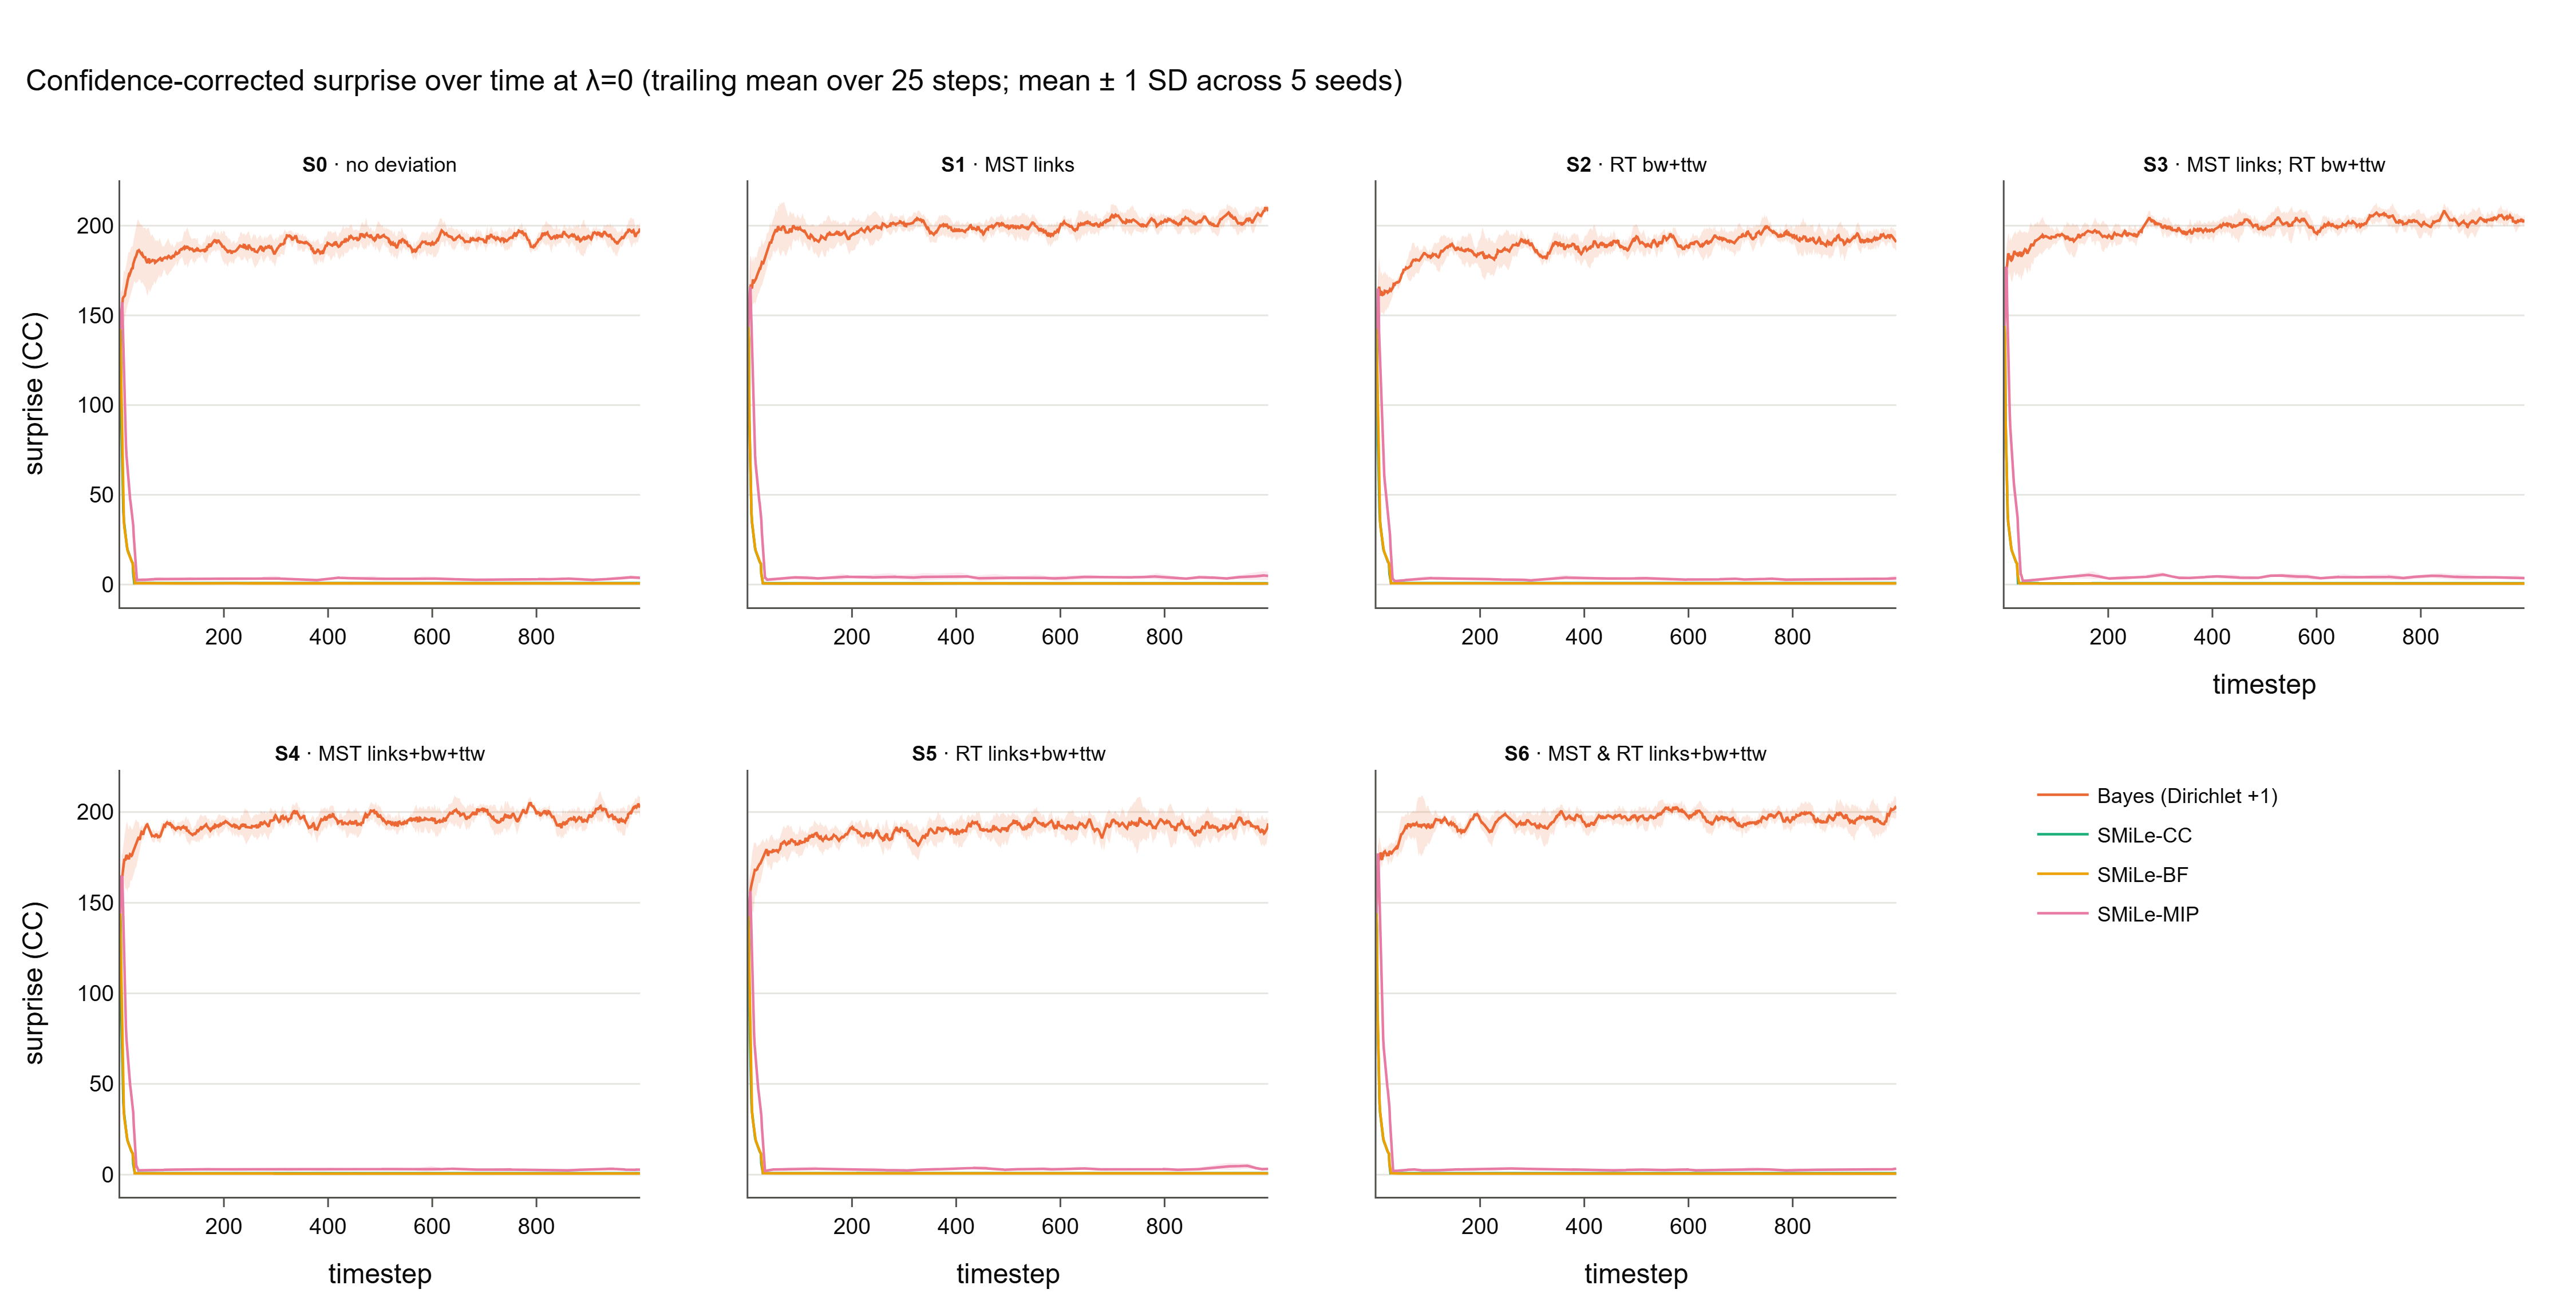 Confidence-corrected surprise over time at λ=0 (trailing mean over 25 steps; mean ± 1 SD across 5 seeds)
S0 · no deviation
S1 · MST links
S2 · RT bw+ttw
S3 · MST links; RT bw+ttw
surprise (CC)
200
150
100
50
0
200 400 600 800
200 400 600 800
200 400 600 800
200 400 600 800
timestep
S4 · MST links+bw+ttw
S5 · RT links+bw+ttw
S6 · MST & RT links+bw+ttw
surprise (CC)
200
150
100
50
0
200 400 600 800
200 400 600 800
200 400 600 800
timestep
timestep
timestep
Bayes (Dirichlet +1)
SMiLe-CC
SMiLe-BF
SMiLe-MIP